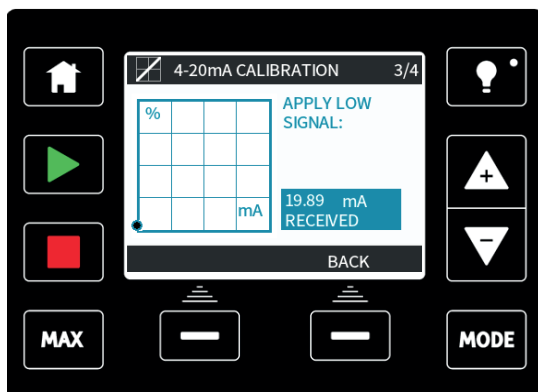 4-20mA CALIBRATION 3/4
%
APPLY LOW
SIGNAL:
mA
19.89 mA
RECEIVED
BACK
+
−
MAX
MODE